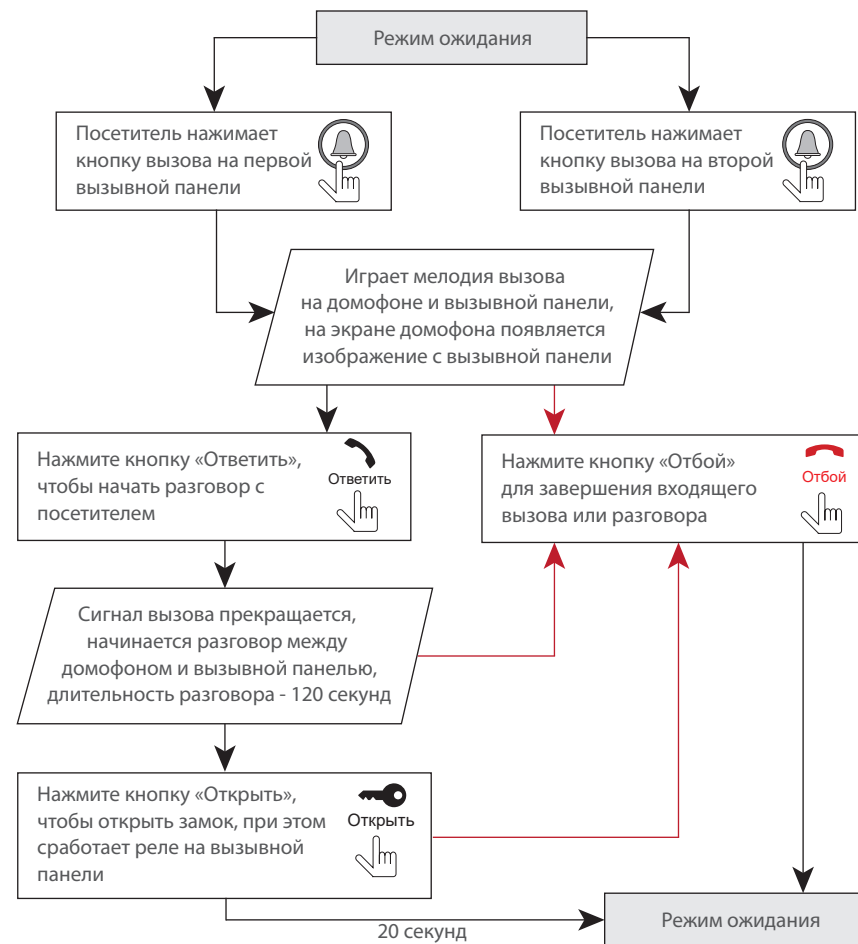 Режим ожидания
Посетитель нажимает
кнопку вызова на первой
вызывной панели
Посетитель нажимает
кнопку вызова на второй
вызывной панели
Играет мелодия вызова
на домофоне и вызывной панели,
на экране домофона появляется
изображение с вызывной панели
Нажмите кнопку «Ответить»,
чтобы начать разговор с
посетителем
Ответить
Нажмите кнопку «Отбой»
для завершения входящего
вызова или разговора
Отбой
Сигнал вызова прекращается,
начинается разговор между
домофоном и вызывной панелью,
длительность разговора - 120 секунд
Нажмите кнопку «Открыть»,
чтобы открыть замок, при этом
сработает реле на вызывной
панели
Открыть
20 секунд
Режим ожидания